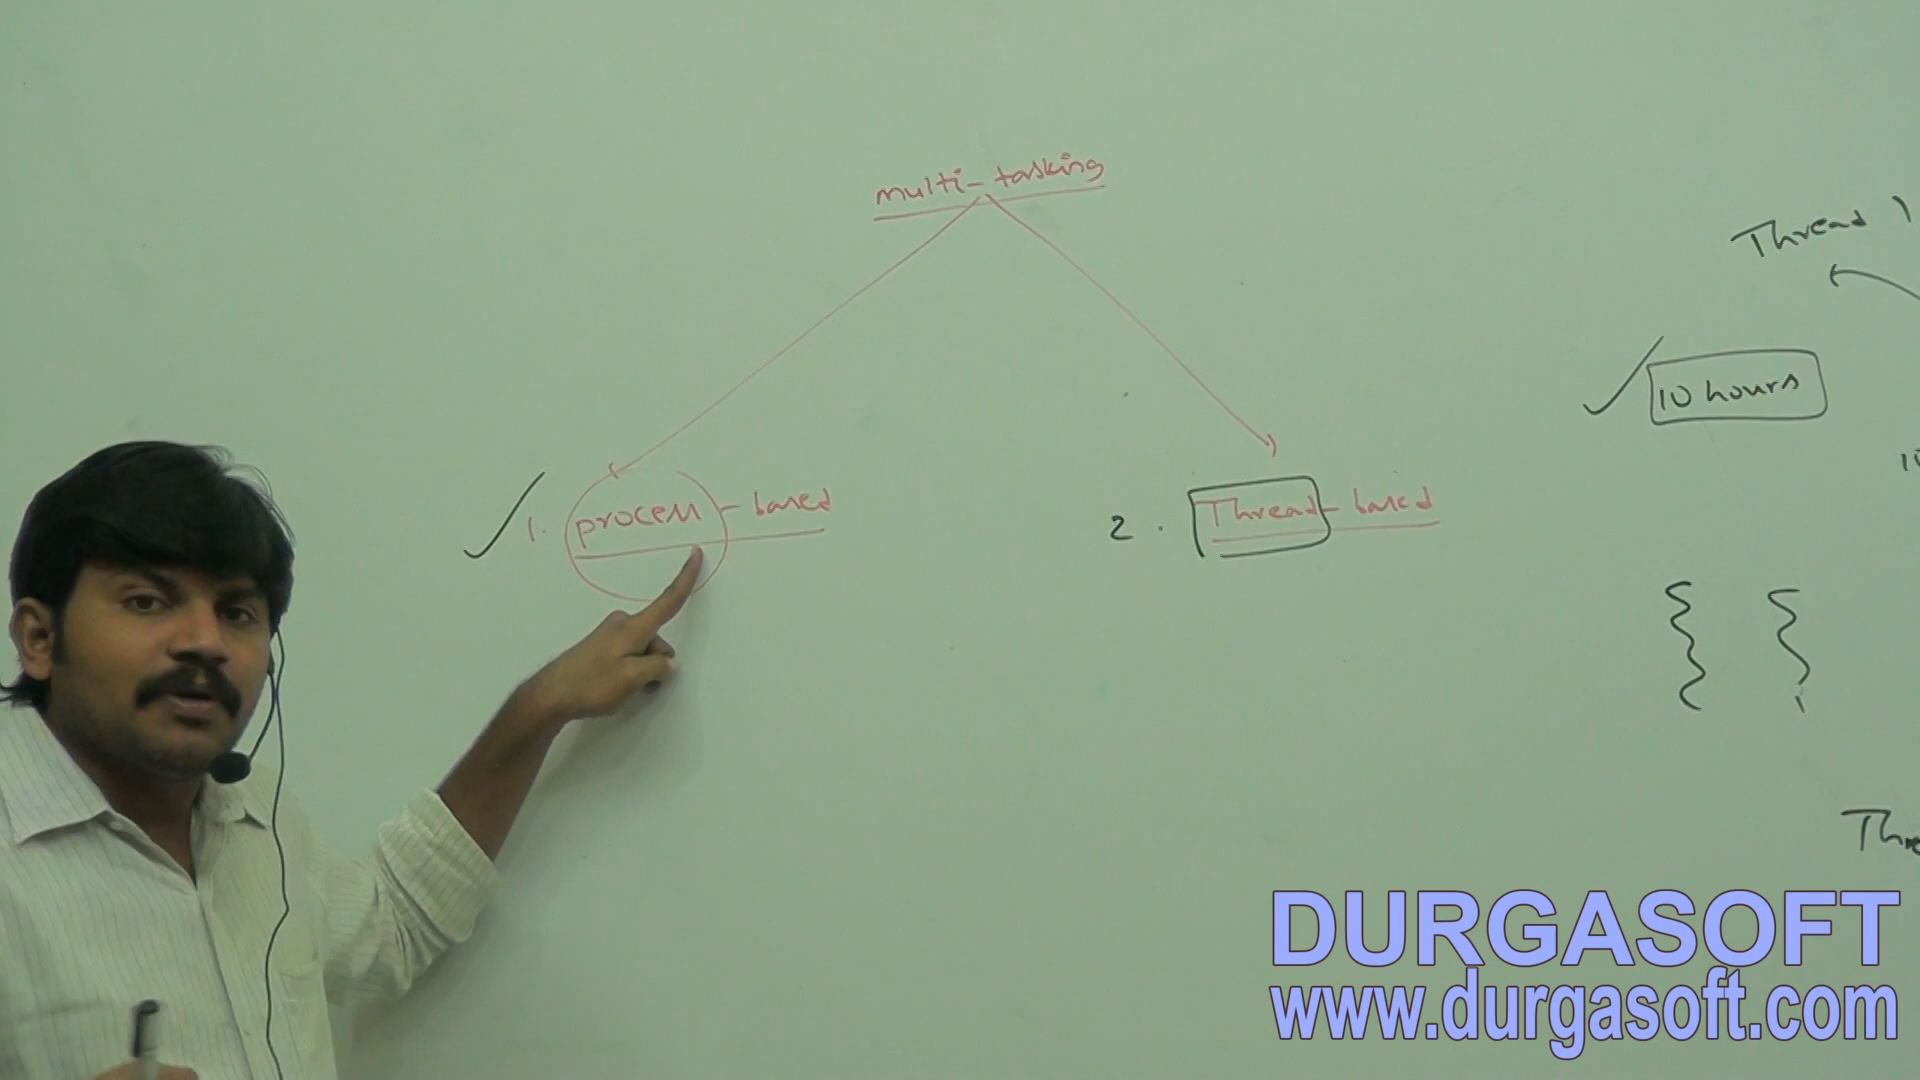 multi-tasking
Thread 1
10 hours
1. process-based
2. Thread-based
DURGASOFT
www.durgasoft.com